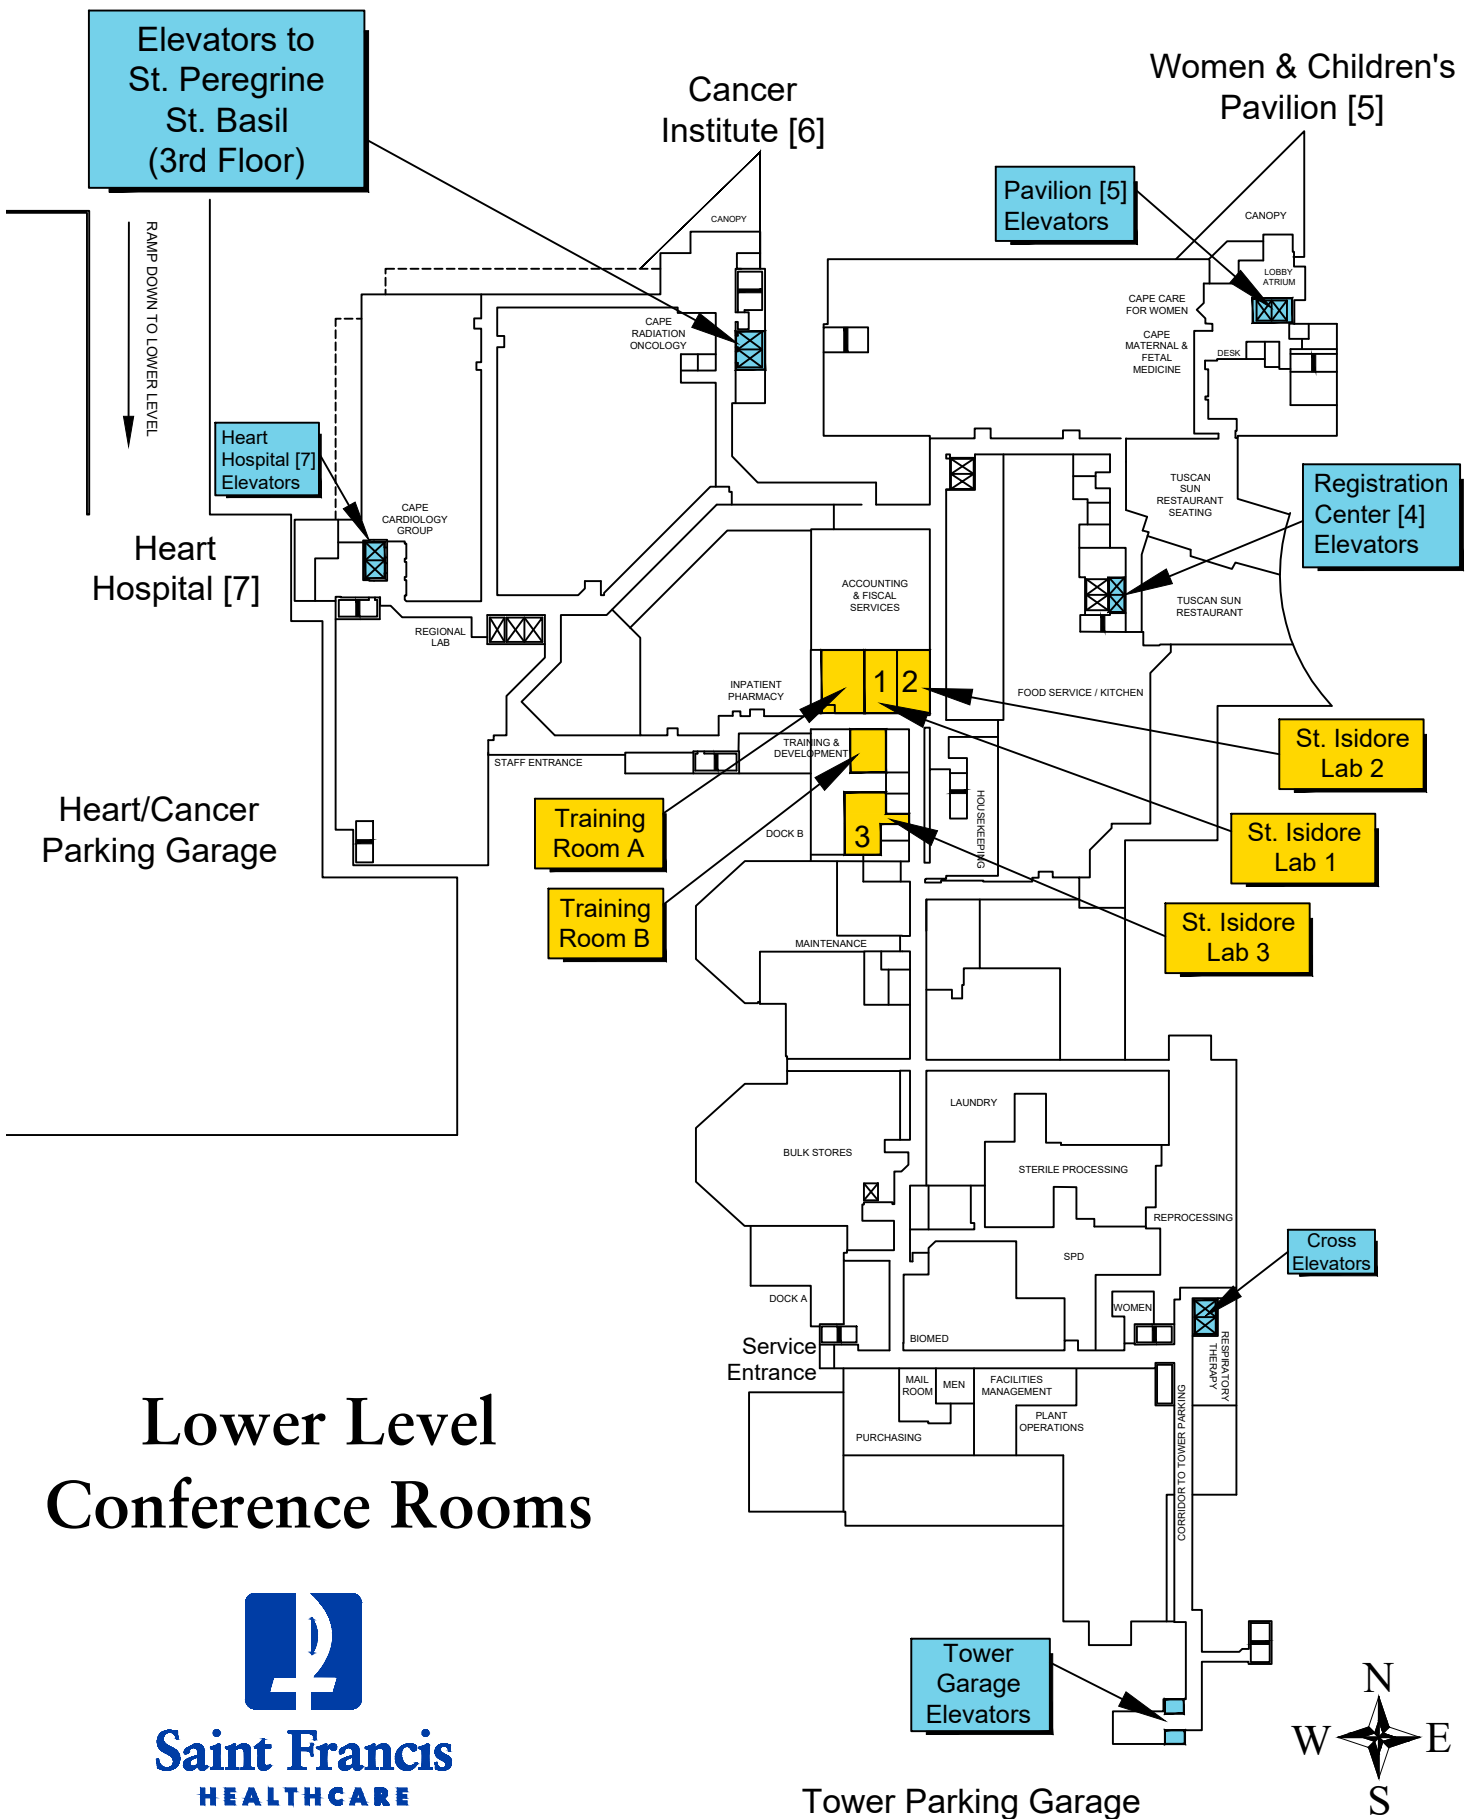 Elevators to
St. Peregrine
St. Basil
(3rd Floor)
Cancer
Institute [6]
Women & Children's
Pavilion [5]
Pavilion [5]
Elevators
CANOPY
CANOPY
LOBBY
ATRIUM
RAMP DOWN TO LOWER LEVEL
CAPE
RADIATION
ONCOLOGY
CAPE CARE
FOR WOMEN
CAPE
MATERNAL &
FETAL
MEDICINE
DESK
Heart
Hospital [7]
Elevators
CAPE
CARDIOLOGY
GROUP
TUSCAN
SUN
RESTAURANT
SEATING
Registration
Center [4]
Elevators
Heart
Hospital [7]
ACCOUNTING
& FISCAL
SERVICES
TUSCAN SUN
RESTAURANT
REGIONAL
LAB
INPATIENT
PHARMACY
1
2
FOOD SERVICE / KITCHEN
St. Isidore
Lab 2
TRAINING &
DEVELOPMENT
STAFF ENTRANCE
Heart/Cancer
Parking Garage
Training
Room A
DOCK B
3
HOUSEKEEPING
St. Isidore
Lab 1
Training
Room B
St. Isidore
Lab 3
MAINTENANCE
LAUNDRY
BULK STORES
STERILE PROCESSING
REPROCESSING
SPD
Cross
Elevators
DOCK A
WOMEN
BIOMED
RESPIRATORY
THERAPY
Service
Entrance
MAIL
ROOM
MEN
FACILITIES
MANAGEMENT
PLANT
OPERATIONS
PURCHASING
CORRIDOR TO TOWER PARKING
Lower Level
Conference Rooms
Tower
Garage
Elevators
Saint Francis
HEALTHCARE
N
W
E
S
Tower Parking Garage